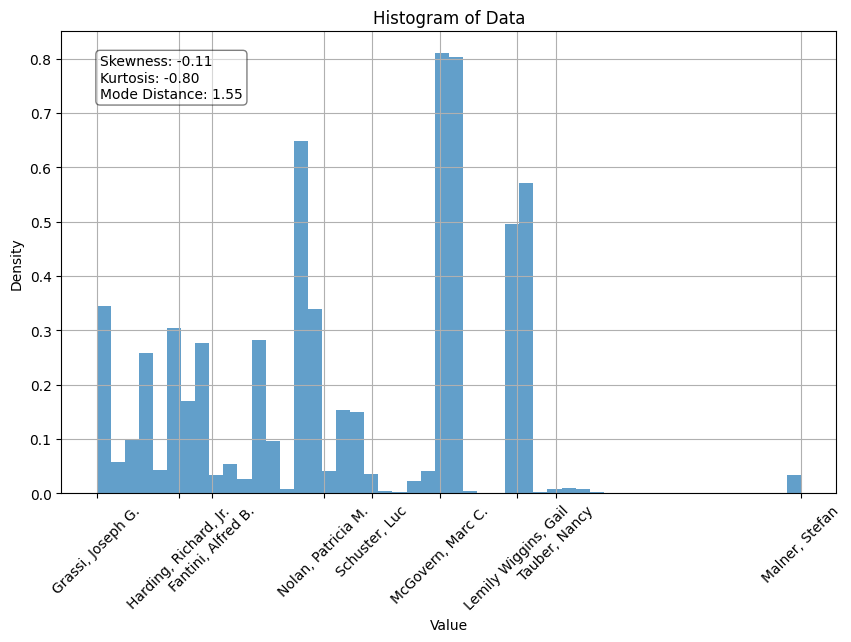 Histogram of Data
Skewness: -0.11
Kurtosis: -0.80
Mode Distance: 1.55
0.8
0.7
0.6
0.5
0.4
0.3
0.2
0.1
0.0
Density
Grassi, Joseph G.
Harding, Richard, Jr.
Fantini, Alfred B.
Nolan, Patricia M.
Schuster, Luc
McGovern, Marc C.
Lemily Wiggins, Gail
Tauber, Nancy
Malner, Stefan
Value